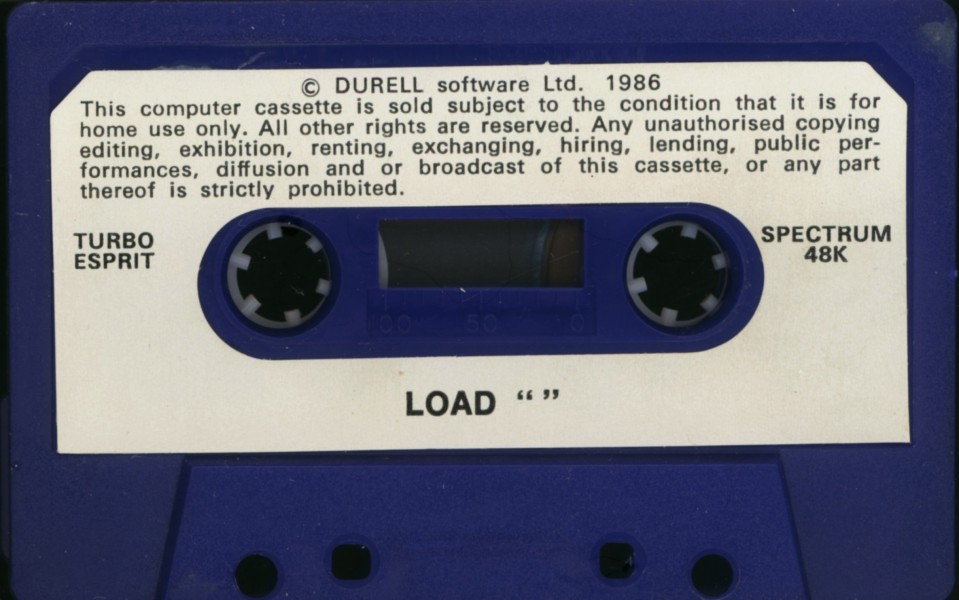 © DURELL software Ltd. 1986
This computer cassette is sold subject to the condition that it is for
home use only. All other rights are reserved. Any unauthorised copying
editing, exhibition, renting, exchanging, hiring, lending, public per-
formances, diffusion and or broadcast of this cassette, or any part
thereof is strictly prohibited.
TURBO
ESPRIT
SPECTRUM
48K
50
LOAD “ ”